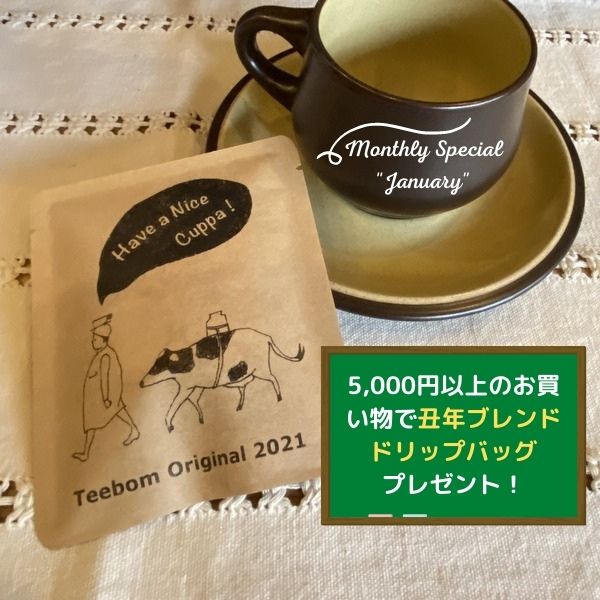 Monthly Special
"January"
Have a Nice
Cuppa!
Teebom Original 2021
5,000円以上のお買
い物で丑年ブレンド
ドリップバッグ
プレゼント！